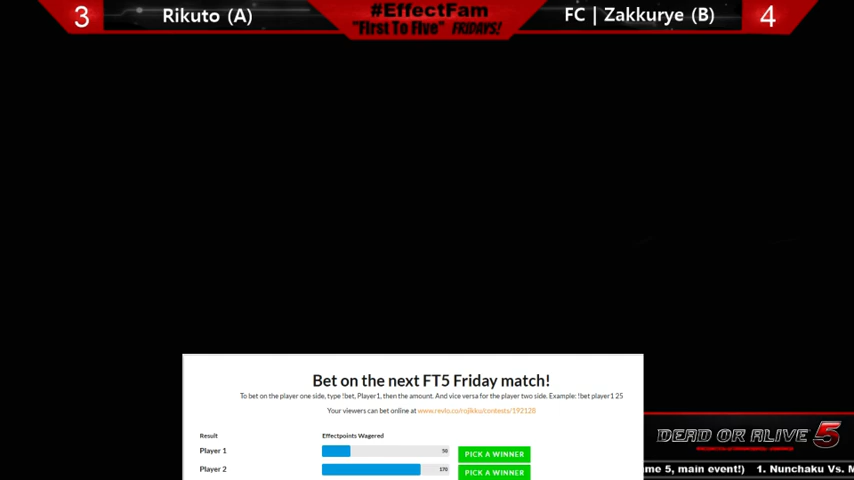 3
Rikuto (A)
#EffectFam
"First To Five" FRIDAYS!
FC | Zakkurye (B)
4
Bet on the next FT5 Friday match!
To bet on the player one side, type !bet, Player1, then the amount. And vice versa for the player two side. Example: !bet player1 25
Your viewers can bet online at www.revlo.co/rojikku/contests/192128
Result
Effectpoints Wagered
Player 1
50
PICK A WINNER
Player 2
170
PICK A WINNER
DEAD OR ALIVE 5
me 5, main event!) 1. Nunchaku Vs. M